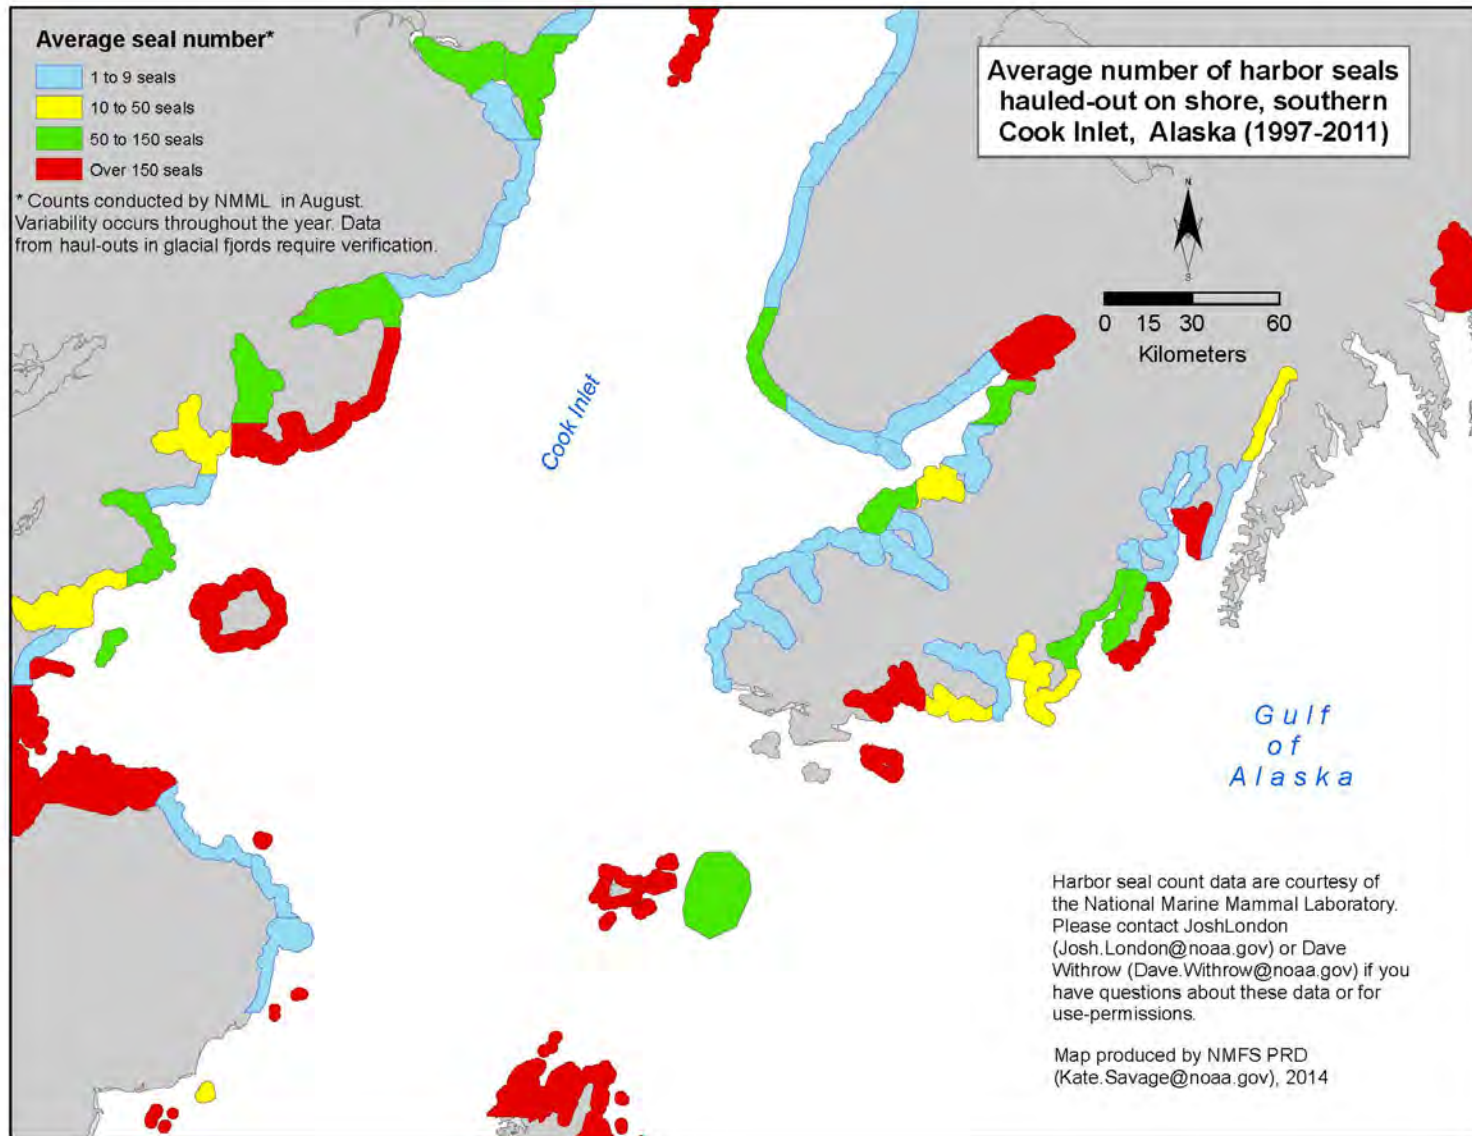 Average seal number*
1 to 9 seals
10 to 50 seals
50 to 150 seals
Over 150 seals
* Counts conducted by NMML in August.
Variability occurs throughout the year. Data
from haul-outs in glacial fjords require verification.
Average number of harbor seals
hauled-out on shore, southern
Cook Inlet, Alaska (1997-2011)
N
S
0 15 30 60
Kilometers
Cook Inlet
Gulf
of
Alaska
Harbor seal count data are courtesy of
the National Marine Mammal Laboratory.
Please contact JoshLondon
(Josh.London@noaa.gov) or Dave
Withrow (Dave.Withrow@noaa.gov) if you
have questions about these data or for
use-permissions.
Map produced by NMFS PRD
(Kate.Savage@noaa.gov), 2014